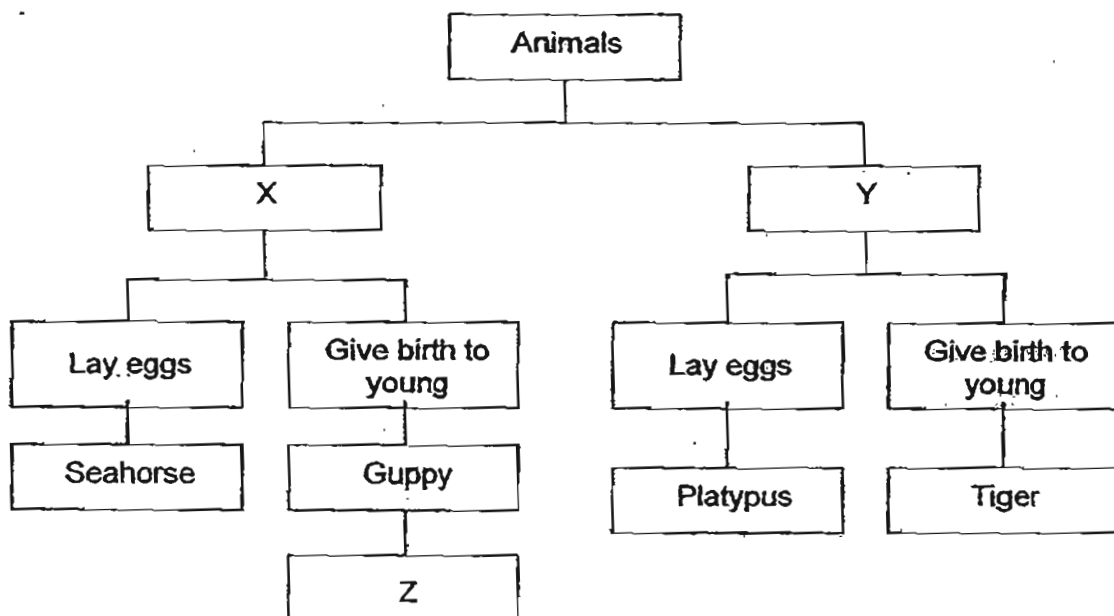 Animals
X
Y
Lay eggs
Give birth to
young
Lay eggs
Give birth to
young
Seahorse
Guppy
Platypus
Tiger
Z